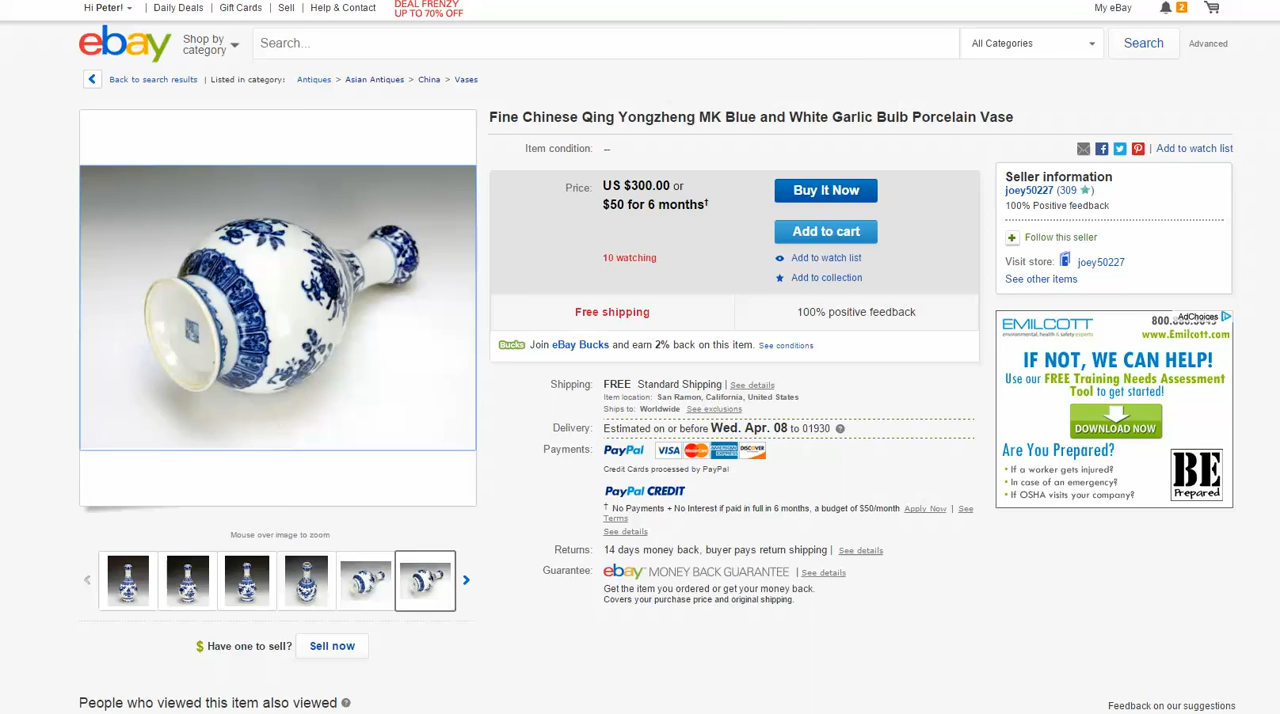 Hi Peter! | Daily Deals | Gift Cards | Sell | Help & Contact
DEAL FRENZY
UP TO 70% OFF
My eBay
2
ebay
Shop by
category
Search...
All Categories
Search
Advanced
Back to search results | Listed in category: Antiques > Asian Antiques > China > Vases
Fine Chinese Qing Yongzheng MK Blue and White Garlic Bulb Porcelain Vase
Item condition: --
| Add to watch list
Price: US $300.00 or
$50 for 6 months†
Buy It Now
Add to cart
10 watching
Add to watch list
Add to collection
Free shipping
100% positive feedback
Bucks Join eBay Bucks and earn 2% back on this item. See conditions
Shipping: FREE Standard Shipping | See details
Item location: San Ramon, California, United States
Ships to: Worldwide See exclusions
Delivery: Estimated on or before Wed. Apr. 08 to 01930
Payments: PayPal VISA MasterCard AMERICAN EXPRESS DISCOVER
Credit Cards processed by PayPal
PayPal CREDIT
† No Payments + No Interest if paid in full in 6 months, a budget of $50/month Apply Now | See
Terms
See details
Returns: 14 days money back, buyer pays return shipping | See details
Guarantee: ebay MONEY BACK GUARANTEE | See details
Get the item you ordered or get your money back.
Covers your purchase price and original shipping.
Seller information
joey50227 (309 )
100% Positive feedback
Follow this seller
Visit store: joey50227
See other items
AdChoices
EMILCOTT
environmental, health & safety experts
www.Emilcott.com
IF NOT, WE CAN HELP!
Use our FREE Training Needs Assessment
Tool to get started!
DOWNLOAD NOW
Are You Prepared?
• If a worker gets injured?
• In case of an emergency?
• If OSHA visits your company?
BE
Prepared
Mouse over image to zoom
$ Have one to sell? Sell now
People who viewed this item also viewed
Feedback on our suggestions